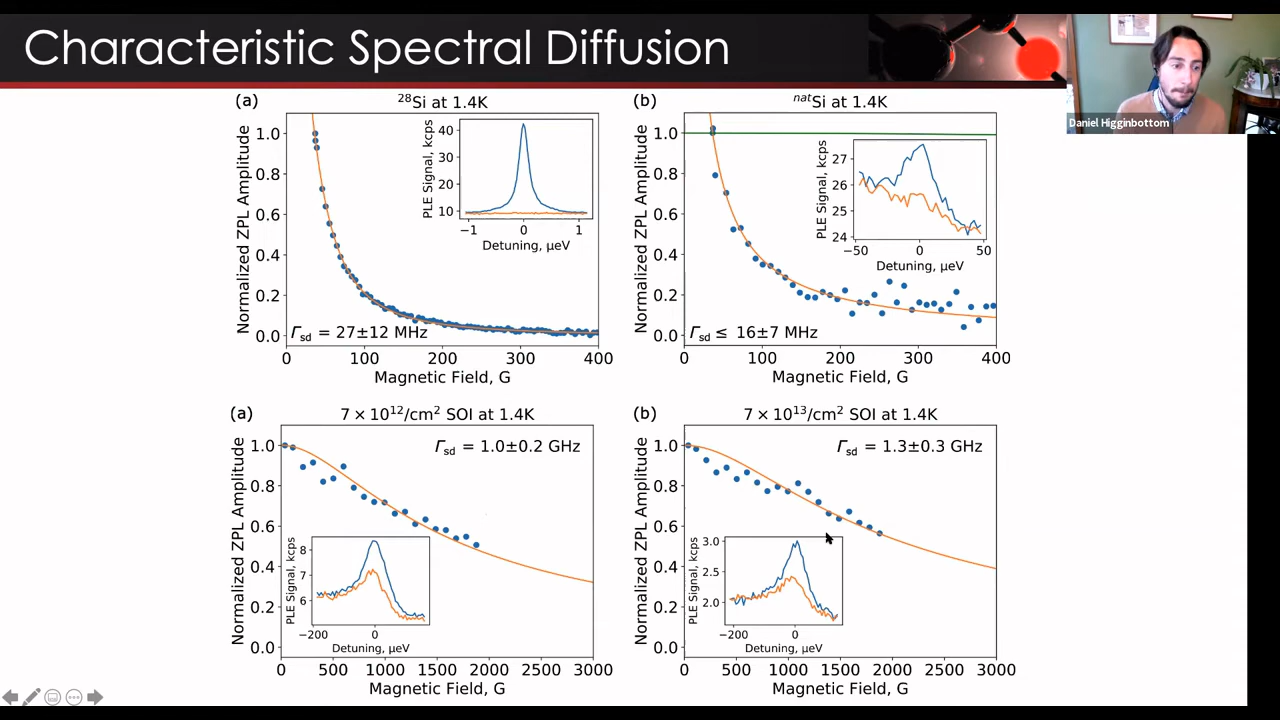 Characteristic Spectral Diffusion
Daniel Higginbottom
(a)
²⁸Si at 1.4K
Normalized ZPL Amplitude
1.0
0.8
0.6
0.4
0.2
0.0
0 100 200 300 400
Magnetic Field, G
Γsd = 27±12 MHz
PLE Signal, kcps
40
30
20
10
−1 0 1
Detuning, µeV
(b)
ⁿᵃᵗSi at 1.4K
Normalized ZPL Amplitude
1.0
0.8
0.6
0.4
0.2
0.0
0 100 200 300 400
Magnetic Field, G
Γsd ≤ 16±7 MHz
PLE Signal, kcps
27
26
25
24
−50 0 50
Detuning, µeV
(a)
7 × 10¹²/cm² SOI at 1.4K
Normalized ZPL Amplitude
1.0
0.8
0.6
0.4
0.2
0.0
0 500 1000 1500 2000 2500 3000
Magnetic Field, G
Γsd = 1.0±0.2 GHz
PLE Signal, kcps
8
7
6
−200 0
Detuning, µeV
(b)
7 × 10¹³/cm² SOI at 1.4K
Normalized ZPL Amplitude
1.0
0.8
0.6
0.4
0.2
0.0
0 500 1000 1500 2000 2500 3000
Magnetic Field, G
Γsd = 1.3±0.3 GHz
PLE Signal, kcps
3.0
2.5
2.0
−200 0
Detuning, µeV